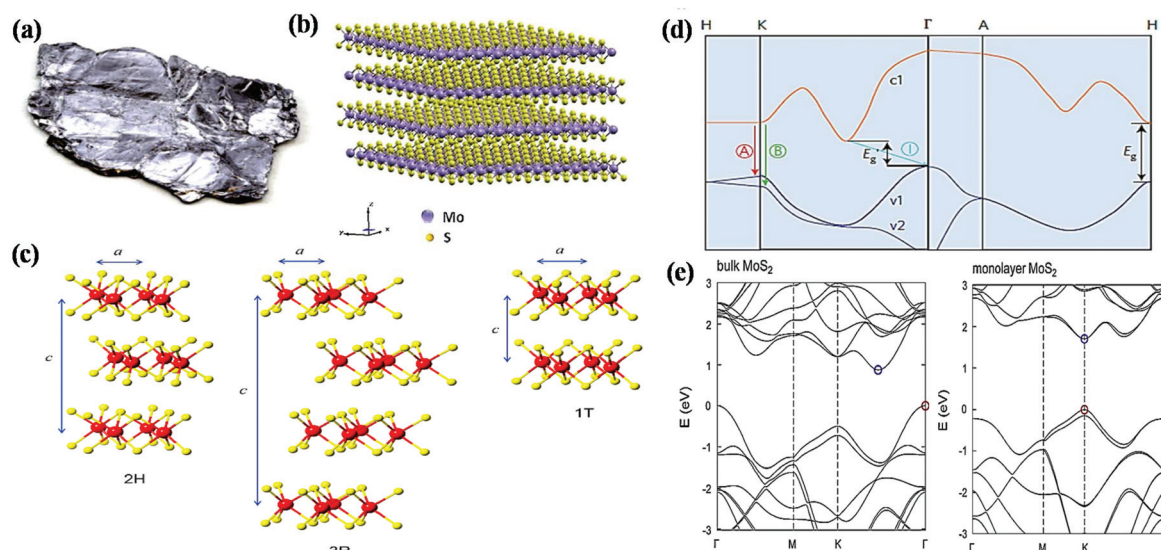 (a)
(b)
z
y x
Mo
S
(c)
a
c
2H
a
c
3R
a
c
1T
(d)
H K Γ A H
c1
A B
Eg
I
Eg
v1
v2
(e)
bulk MoS2
3
2
1
0
-1
-2
-3
E (eV)
Γ M K Γ
monolayer MoS2
3
2
1
0
-1
-2
-3
E (eV)
Γ M K Γ